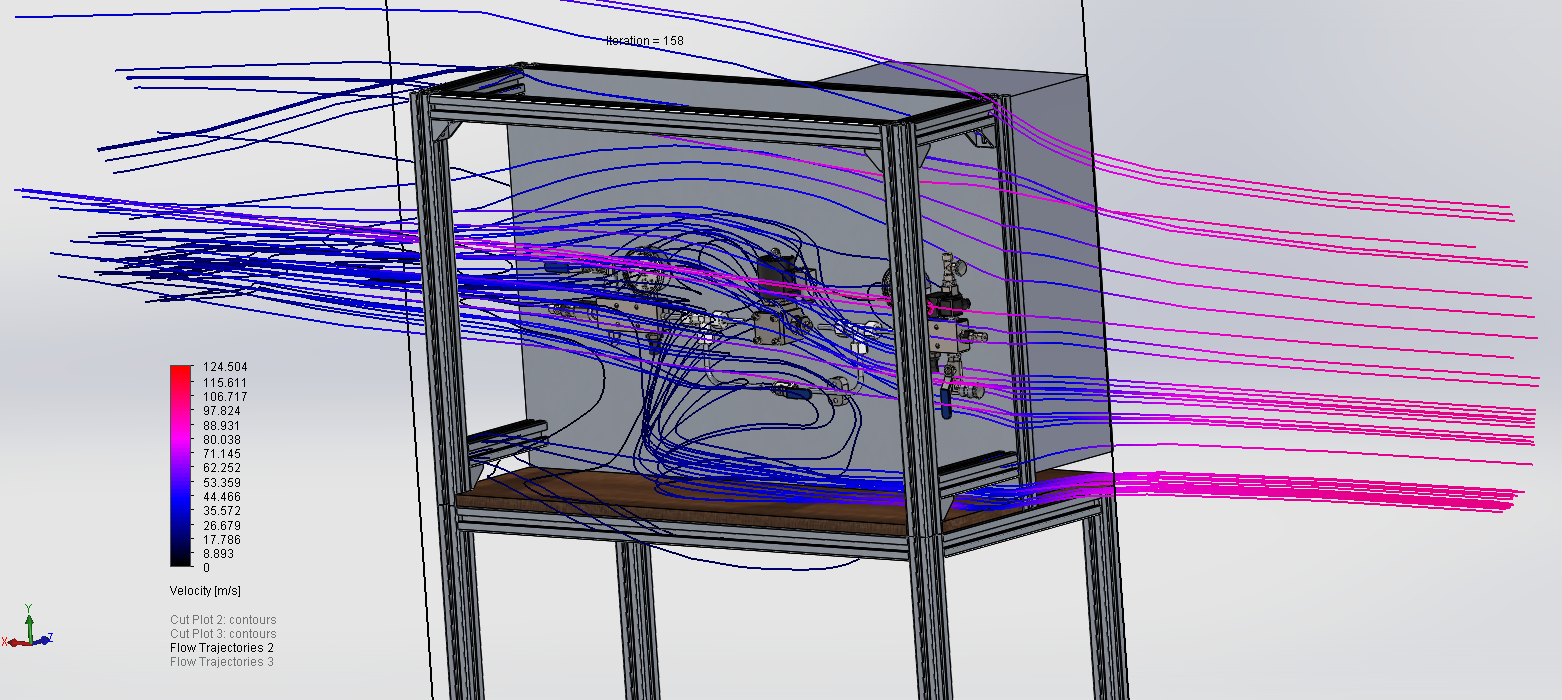 Iteration = 158
124.504
115.611
106.717
97.824
88.931
80.038
71.145
62.252
53.359
44.466
35.572
26.679
17.786
8.893
0
Velocity [m/s]
Y
X
Z
Cut Plot 2: contours
Cut Plot 3: contours
Flow Trajectories 2
Flow Trajectories 3